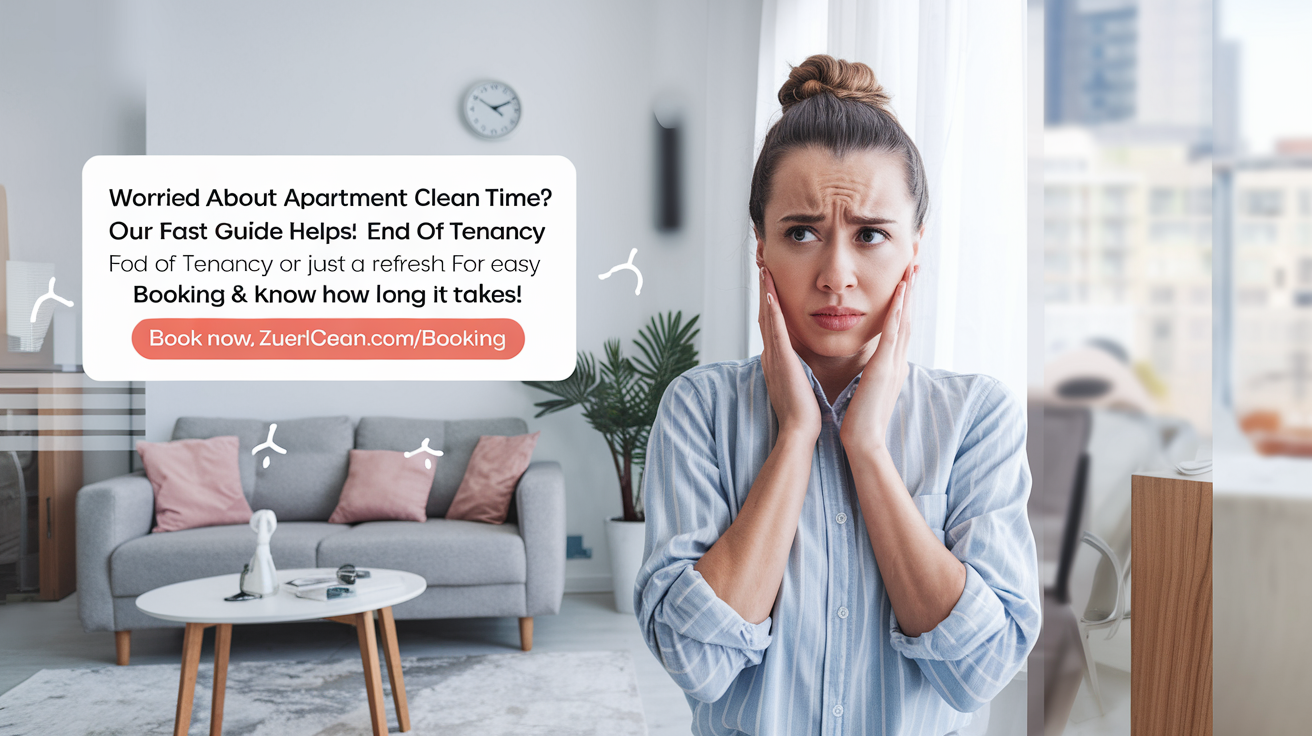 Worried About Apartment Clean Time?
Our Fast Guide Helps! End Of Tenancy
Fod of Tenancy or just a refresh For easy
Booking & Know how long it takes!
Book now, ZuerlCean.com/Booking